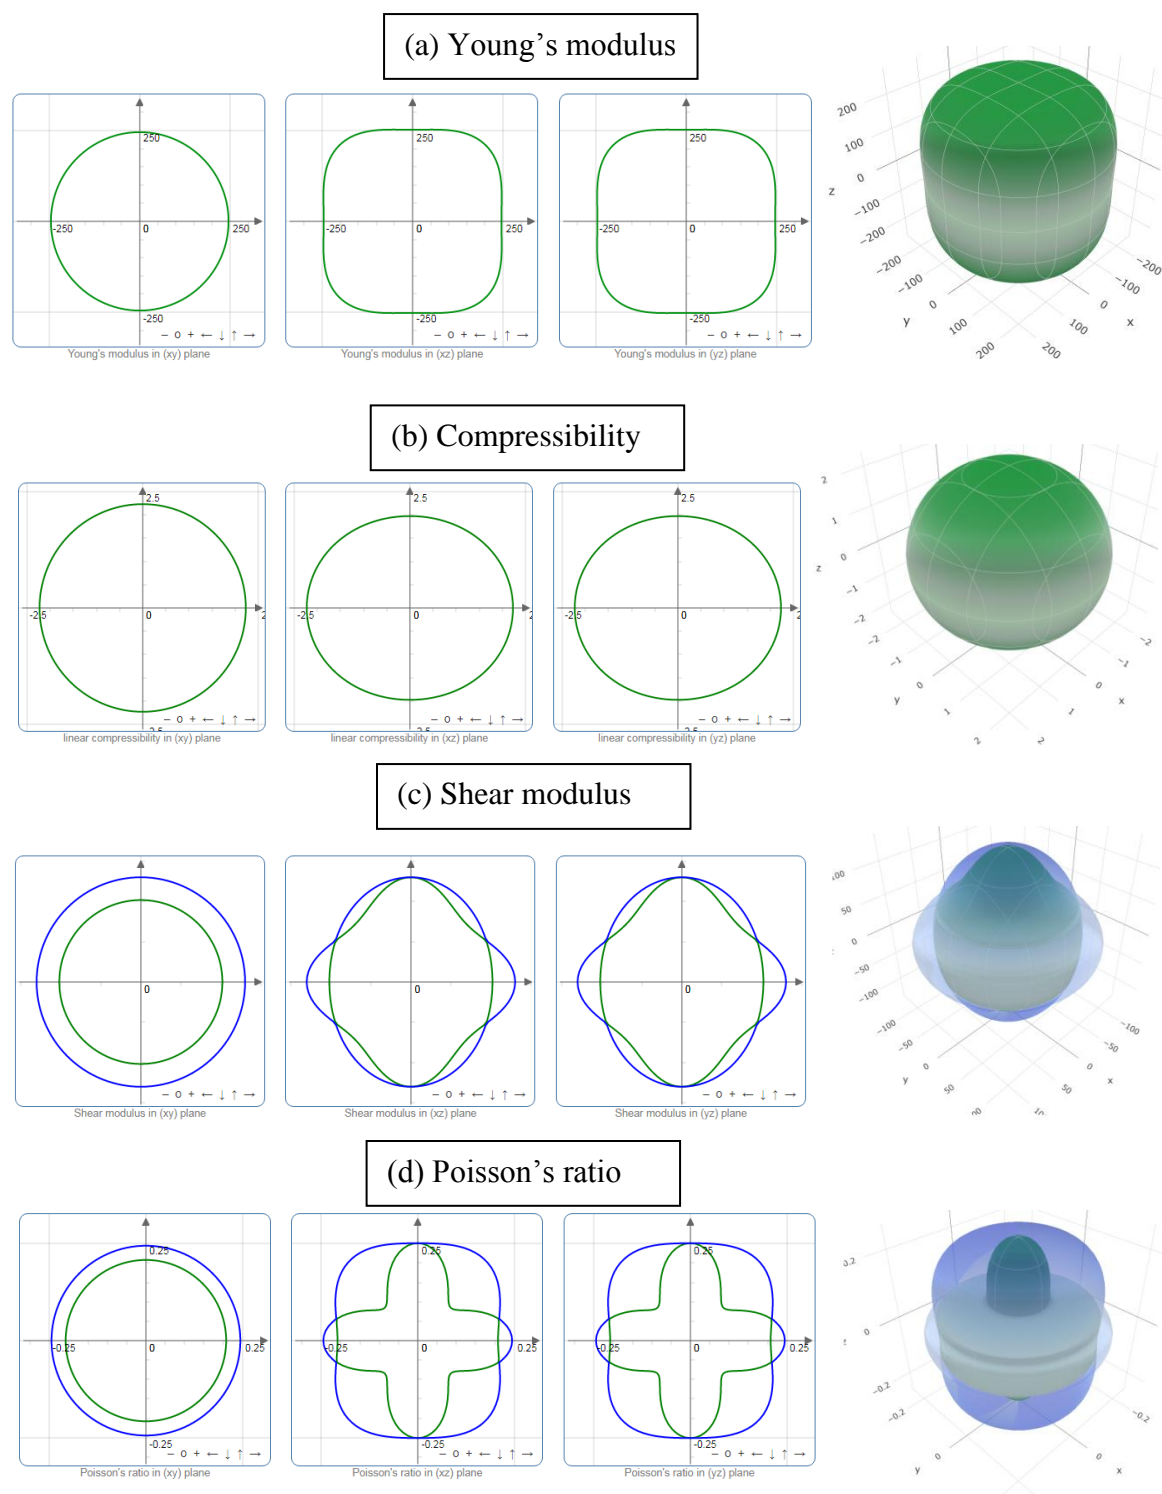 (a) Young's modulus
250
-250
0
250
-250
− o + ← ↓ ↑ →
Young's modulus in (xy) plane
250
-250
0
250
-250
− o + ← ↓ ↑ →
Young's modulus in (xz) plane
250
-250
0
250
-250
− o + ← ↓ ↑ →
Young's modulus in (yz) plane
200
100
0
-100
-200
z
-200
-100
0
100
200
y
-200
-100
0
100
200
x
(b) Compressibility
2.5
-2.5
0
2
− o + ← ↓ ↑ →
linear compressibility in (xy) plane
2.5
-2.5
0
2
− o + ← ↓ ↑ →
linear compressibility in (xz) plane
2.5
-2.5
0
2
− o + ← ↓ ↑ →
linear compressibility in (yz) plane
2
1
0
-1
-2
z
-2
-1
0
1
2
y
-2
-1
0
1
2
x
(c) Shear modulus
0
− o + ← ↓ ↑ →
Shear modulus in (xy) plane
0
− o + ← ↓ ↑ →
Shear modulus in (xz) plane
0
− o + ← ↓ ↑ →
Shear modulus in (yz) plane
50
0
-50
-100
-100
-50
0
50
y
-100
-50
0
50
x
(d) Poisson's ratio
0.25
-0.25
0
0.25
-0.25
− o + ← ↓ ↑ →
Poisson's ratio in (xy) plane
0.25
-0.25
0
0.25
-0.25
− o + ← ↓ ↑ →
Poisson's ratio in (xz) plane
0.25
-0.25
0
0.25
-0.25
− o + ← ↓ ↑ →
Poisson's ratio in (yz) plane
0.2
0
-0.2
-0.2
0
y
-0.2
0
x